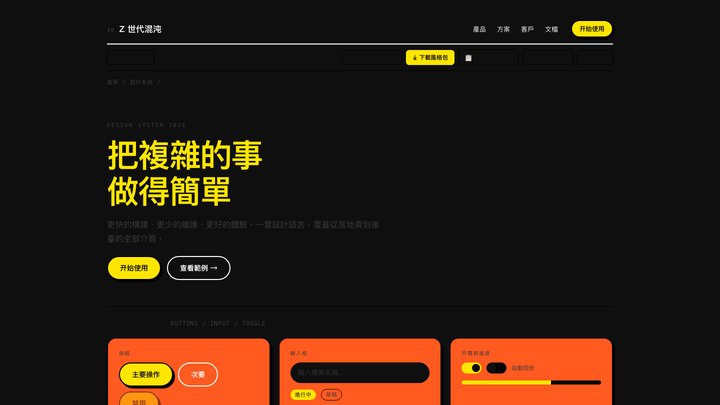 Z 世代混沌
產品 方案 客戶 文檔 开始使用
下載風格包
首頁 / 設計系統 /
DESIGN SYSTEM 2026
把複雜的事
做得簡單
更快的構建，更少的維護，更好的體驗。一套設計語言，覆蓋從落地頁到後
臺的全部介面。
开始使用 查看範例 →
BUTTONS / INPUT / TOGGLE
按鈕 輸入框 开關與進度
主要操作 次要
輸入專案名稱...
自動同步
進行中 草稿
禁用